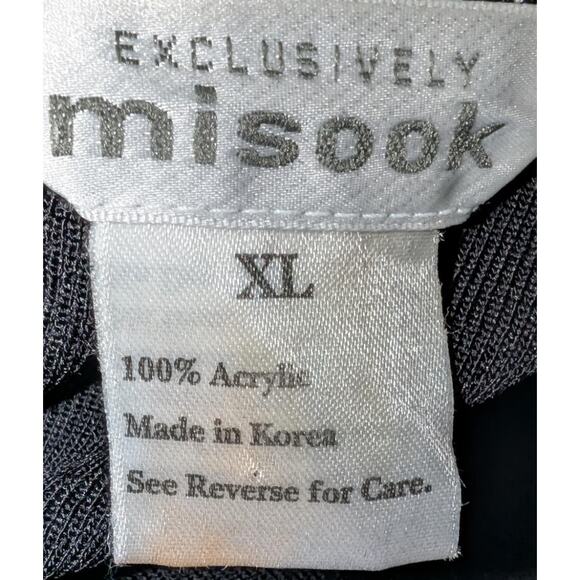 EXCLUSIVELY
misook
XL
100% Acrylic
Made in Korea
See Reverse for Care.